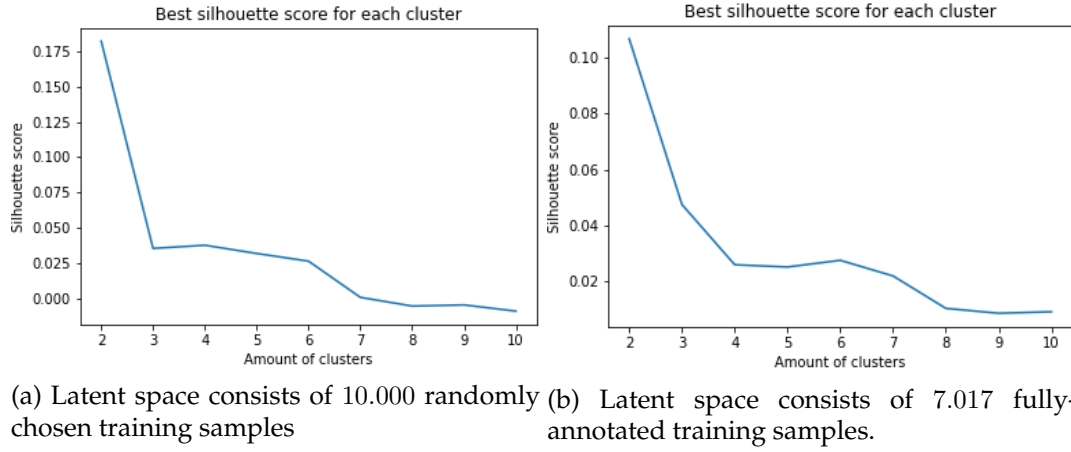 Best silhouette score for each cluster
0.175
0.150
0.125
0.100
0.075
0.050
0.025
0.000
Silhouette score
2 3 4 5 6 7 8 9 10
Amount of clusters
(a) Latent space consists of 10.000 randomly
chosen training samples
Best silhouette score for each cluster
0.10
0.08
0.06
0.04
0.02
Silhouette score
2 3 4 5 6 7 8 9 10
Amount of clusters
(b) Latent space consists of 7.017 fully-
annotated training samples.